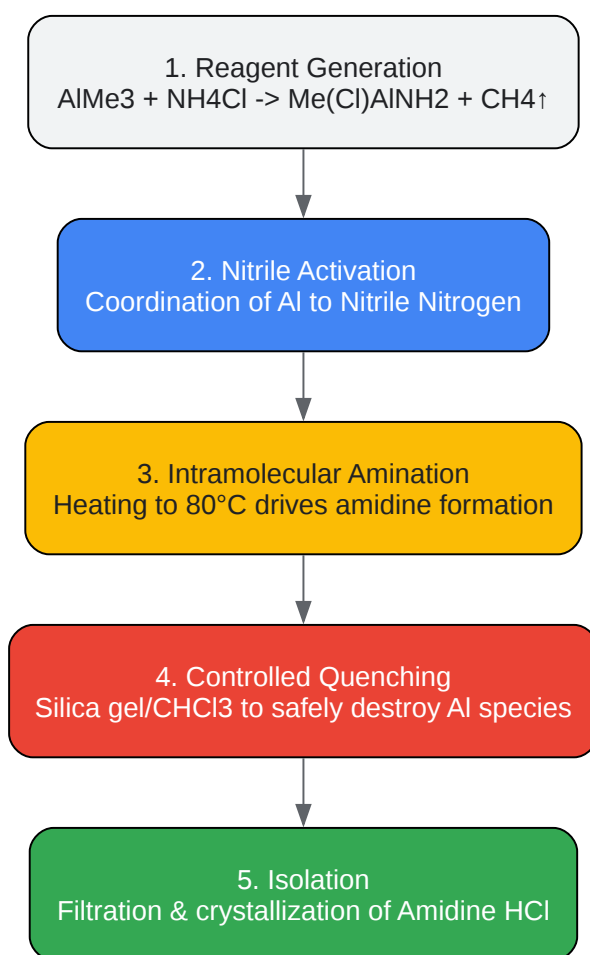 1. Reagent Generation
AlMe3 + NH4Cl -> Me(Cl)AlNH2 + CH4↑
2. Nitrile Activation
Coordination of Al to Nitrile Nitrogen
3. Intramolecular Amination
Heating to 80°C drives amidine formation
4. Controlled Quenching
Silica gel/CHCl3 to safely destroy Al species
5. Isolation
Filtration & crystallization of Amidine HCl